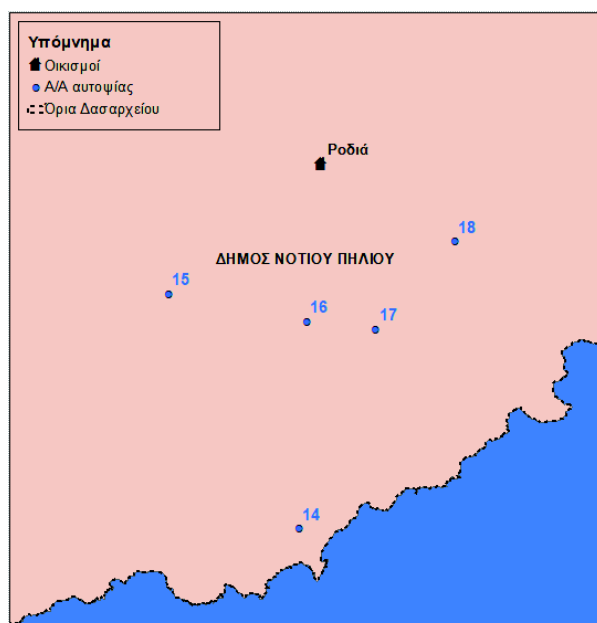 Υπόμνημα
Οικισμοί
Α/Α αυτοψίας
Όρια Δασαρχείου
Ροδιά
18
ΔΗΜΟΣ ΝΟΤΙΟΥ ΠΗΛΙΟΥ
15
16
17
14